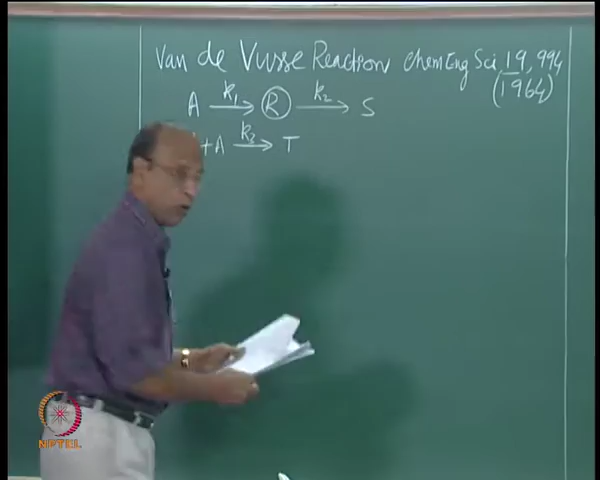 Van de Vusse Reaction Chem Eng Sci, 19, 994
(1964)
A k₁→ R k₂→ S
+A k₃→ T
NPTEL